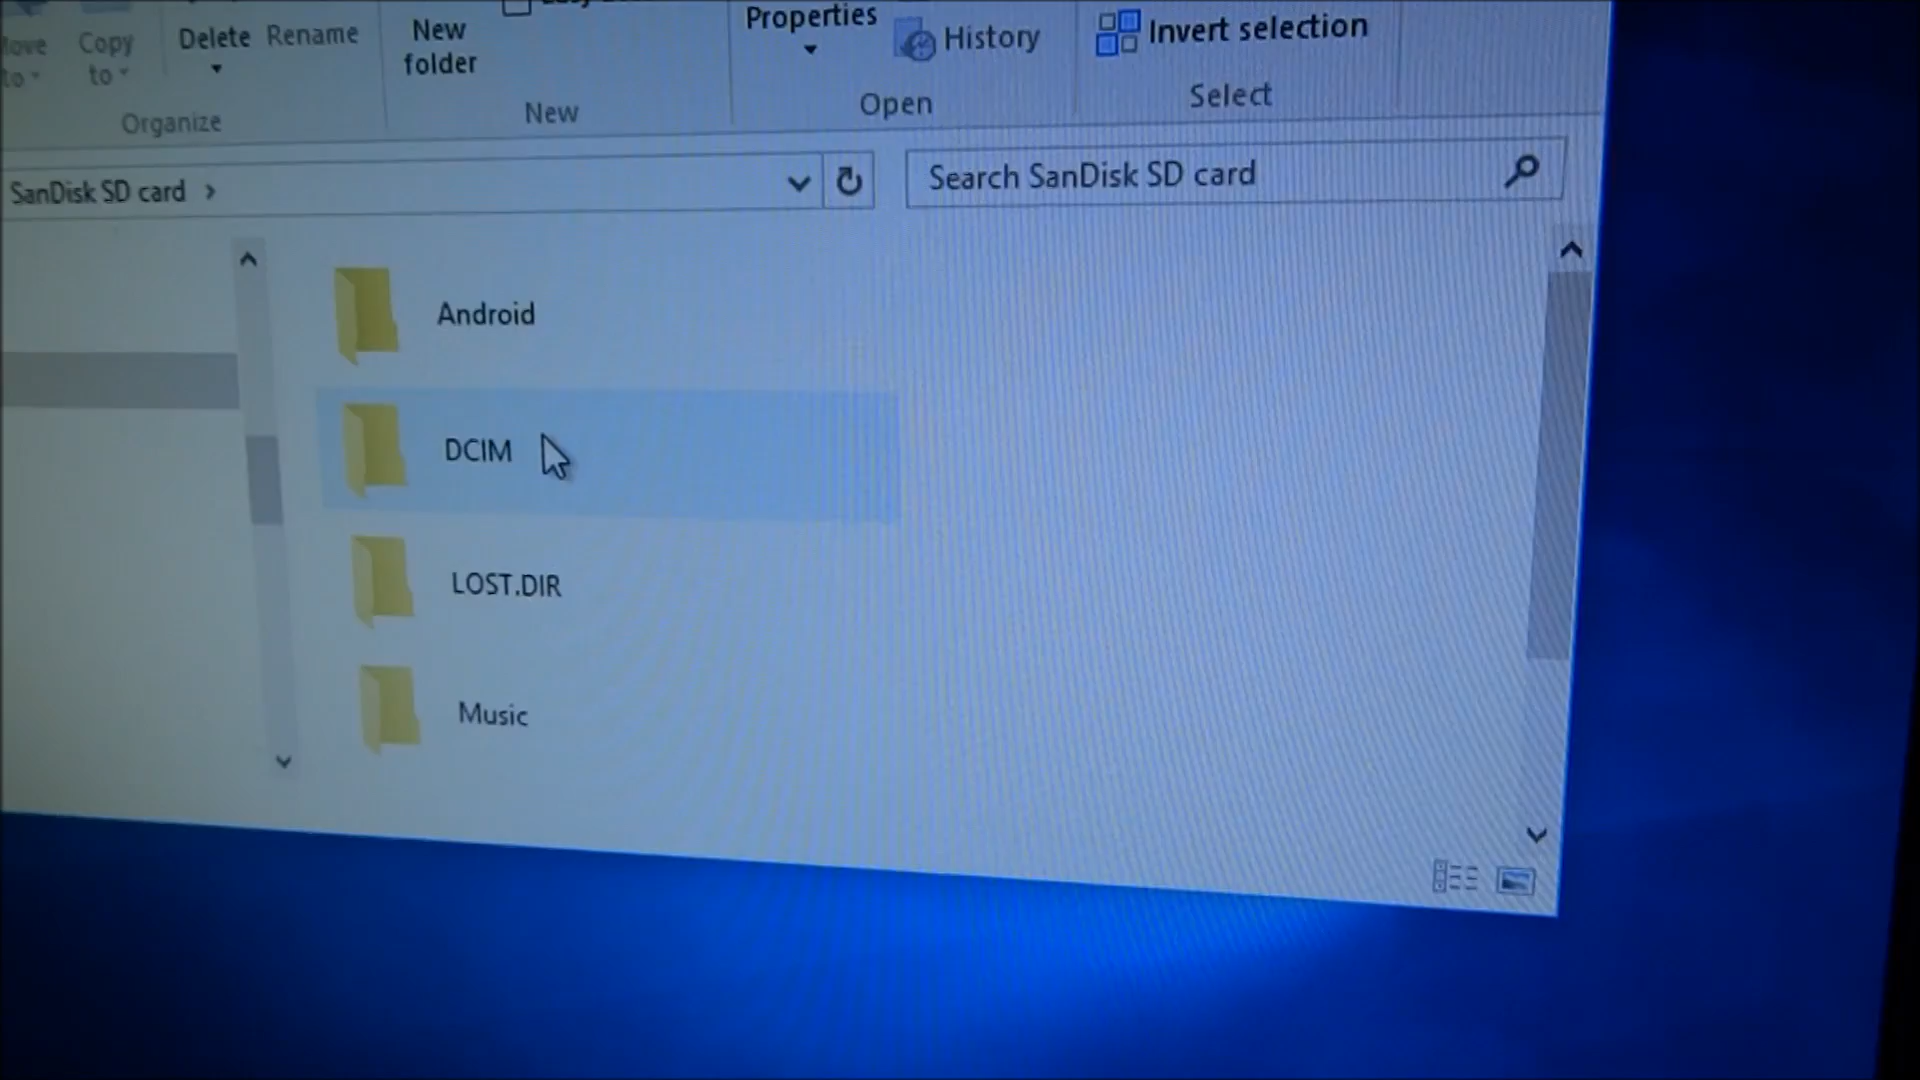 Properties
New
folder
Delete
Rename
Copy
to
to
History
Invert selection
Organize
New
Open
Select
SanDisk SD card
Search SanDisk SD card
Android
DCIM
LOST.DIR
Music